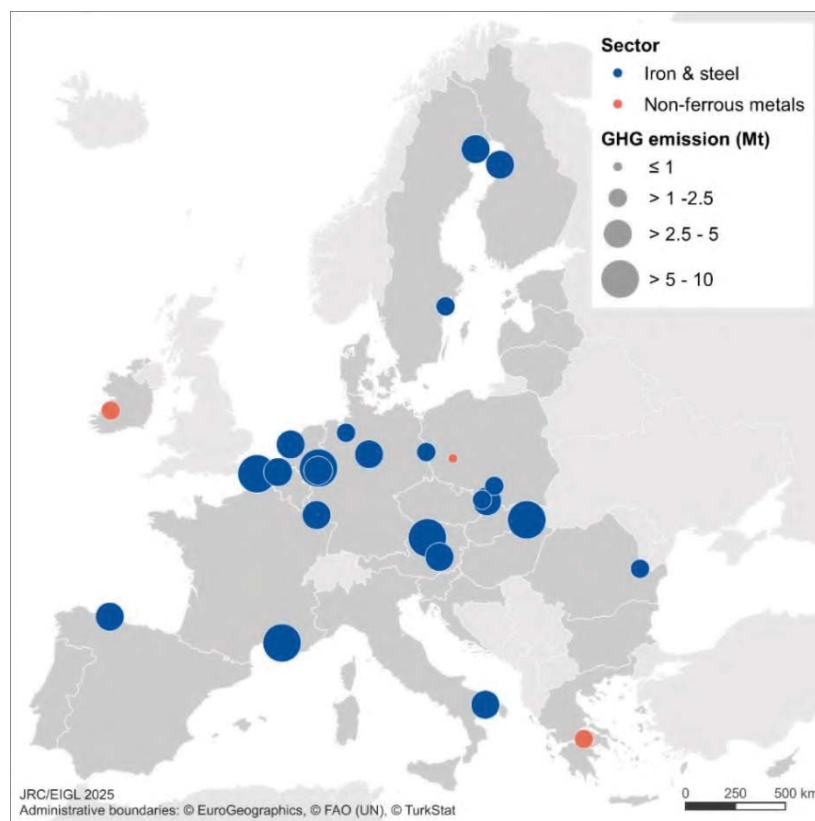 Sector
Iron & steel
Non-ferrous metals
GHG emission (Mt)
≤ 1
> 1 -2.5
> 2.5 - 5
> 5 - 10
JRC/EIGL 2025
Administrative boundaries: © EuroGeographics, © FAO (UN), © TurkStat
0 250 500 km